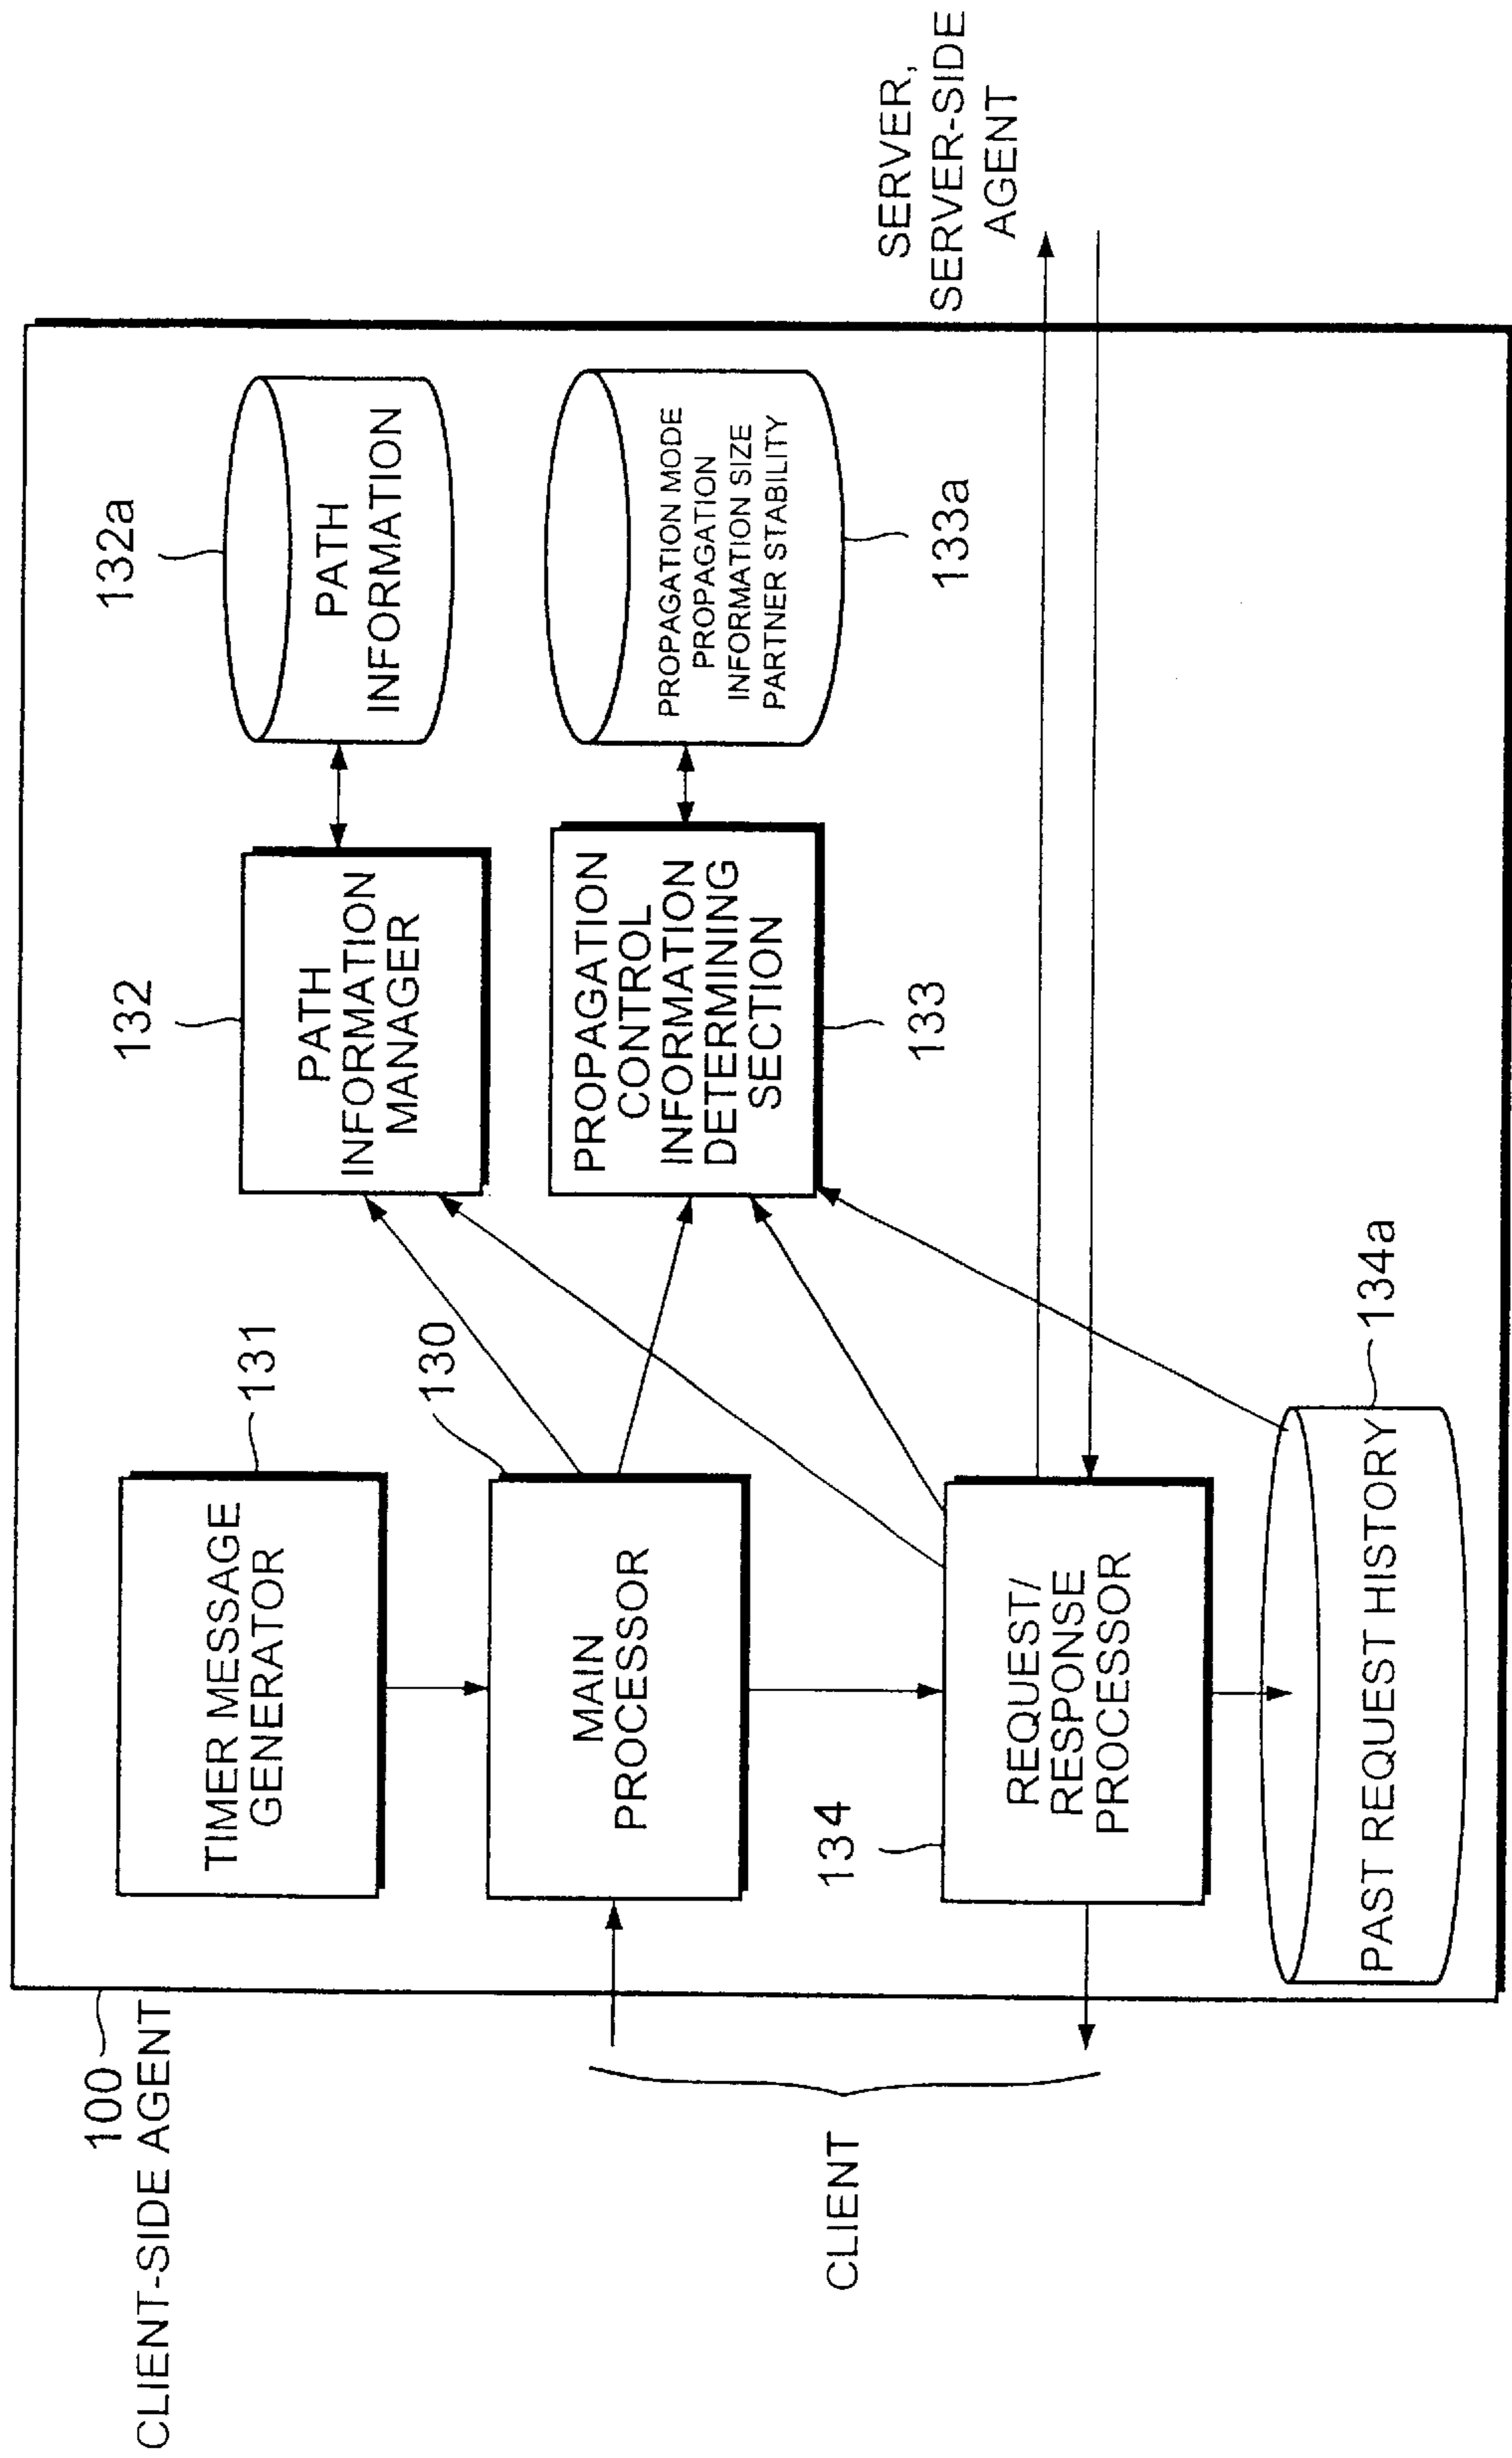 100
CLIENT-SIDE AGENT
131
TIMER MESSAGE
GENERATOR
132
PATH
INFORMATION
MANAGER
132a
PATH
INFORMATION
130
MAIN
PROCESSOR
PROPAGATION
CONTROL
INFORMATION
DETERMINING
SECTION
133
PROPAGATION MODE
PROPAGATION
INFORMATION SIZE
PARTNER STABILITY
133a
CLIENT
134
REQUEST/
RESPONSE
PROCESSOR
SERVER,
SERVER-SIDE
AGENT
PAST REQUEST HISTORY
134a